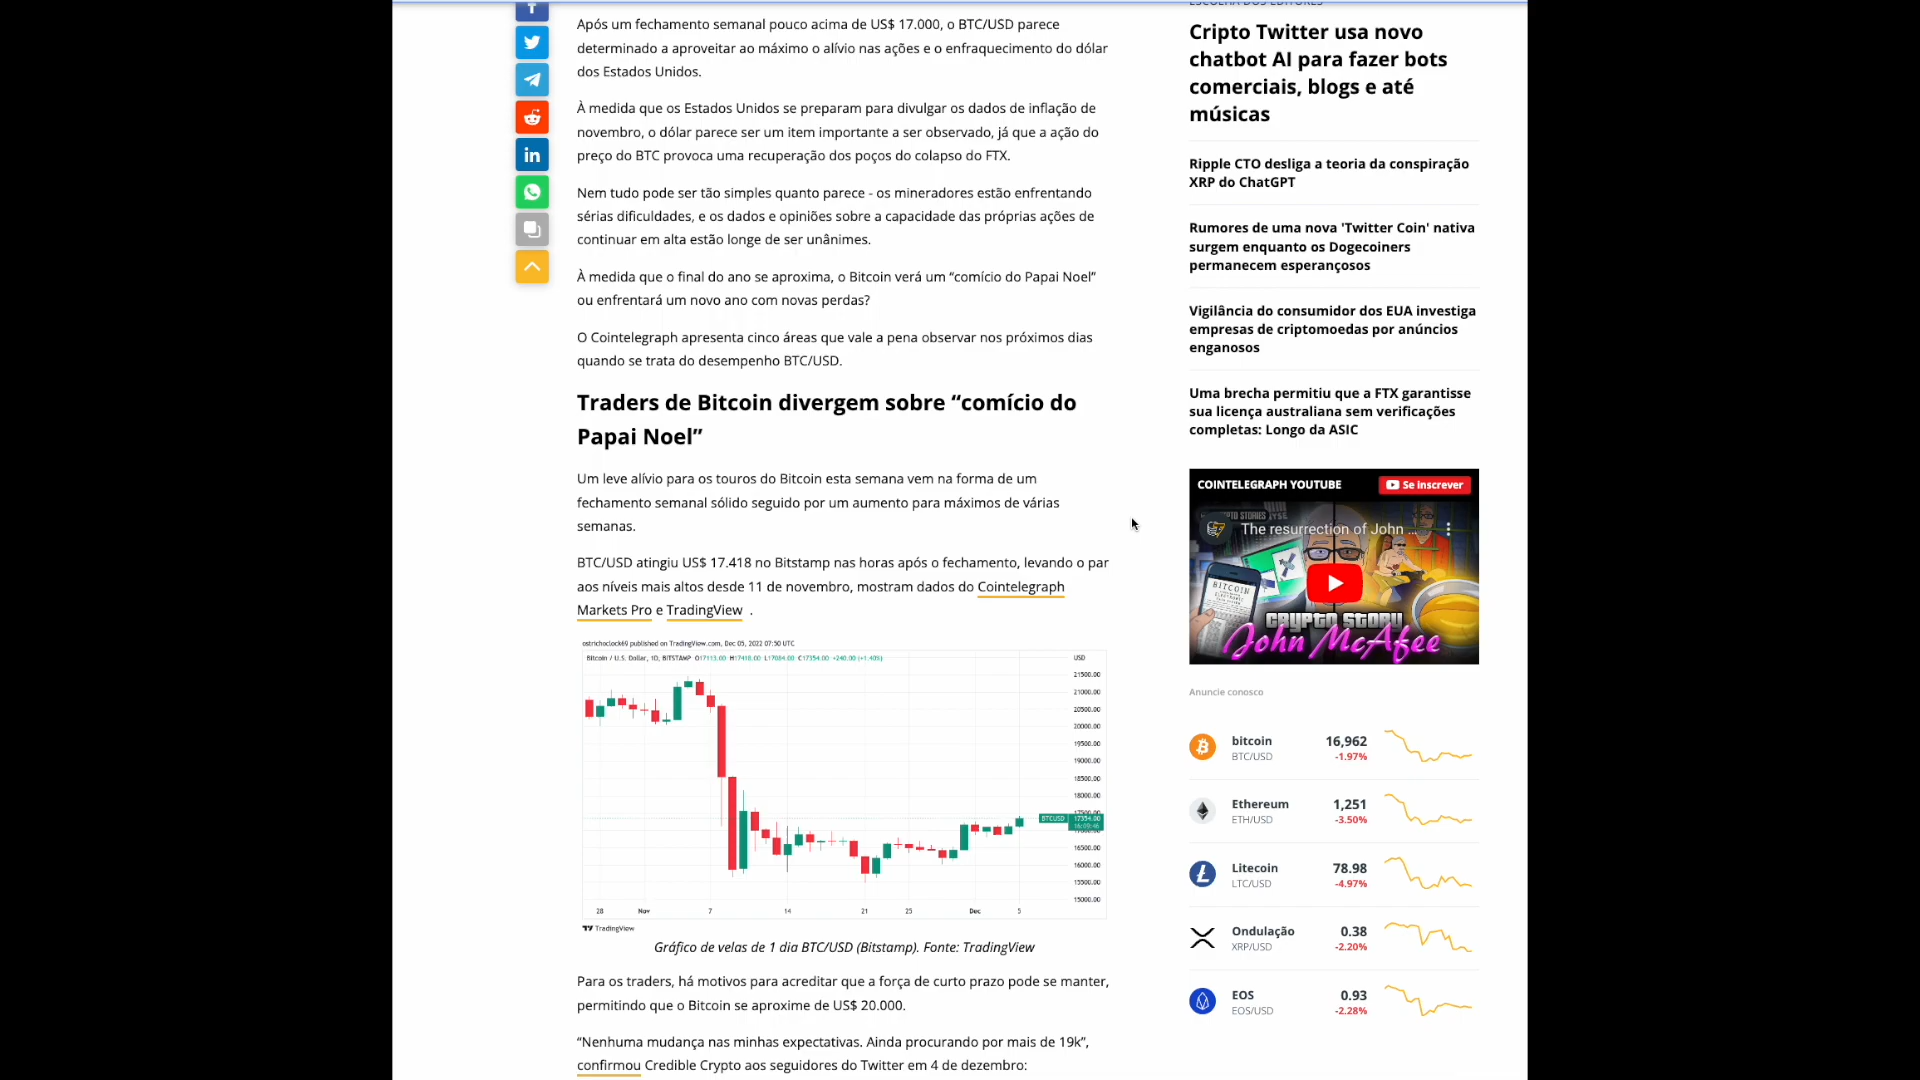 Após um fechamento semanal pouco acima de US$ 17.000, o BTC/USD parece
determinado a aproveitar ao máximo o alívio nas ações e o enfraquecimento do dólar
dos Estados Unidos.
À medida que os Estados Unidos se preparam para divulgar os dados de inflação de
novembro, o dólar parece ser um item importante a ser observado, já que a ação do
preço do BTC provoca uma recuperação dos poços do colapso do FTX.
Nem tudo pode ser tão simples quanto parece - os mineradores estão enfrentando
sérias dificuldades, e os dados e opiniões sobre a capacidade das próprias ações de
continuar em alta estão longe de ser unânimes.
À medida que o final do ano se aproxima, o Bitcoin verá um “comício do Papai Noel”
ou enfrentará um novo ano com novas perdas?
O Cointelegraph apresenta cinco áreas que vale a pena observar nos próximos dias
quando se trata do desempenho BTC/USD.
Traders de Bitcoin divergem sobre “comício do
Papai Noel”
Um leve alívio para os touros do Bitcoin esta semana vem na forma de um
fechamento semanal sólido seguido por um aumento para máximos de várias
semanas.
BTC/USD atingiu US$ 17.418 no Bitstamp nas horas após o fechamento, levando o par
aos níveis mais altos desde 11 de novembro, mostram dados do Cointelegraph
Markets Pro e TradingView .
ostrichoclock69 published on TradingView.com, Dec 05, 2022 07:50 UTC
Bitcoin / U.S. Dollar, 1D, BITSTAMP O17113.00 H17418.00 L17084.00 C17354.00 +240.00 (+1.40%)
USD
21500.00
21000.00
20500.00
20000.00
19500.00
19000.00
18500.00
18000.00
17500.00
BTCUSD 17354.00
16500.00
16000.00
15500.00
15000.00
28 Nov 7 14 21 25 Dec 5
TradingView
Gráfico de velas de 1 dia BTC/USD (Bitstamp). Fonte: TradingView
Para os traders, há motivos para acreditar que a força de curto prazo pode se manter,
permitindo que o Bitcoin se aproxime de US$ 20.000.
“Nenhuma mudança nas minhas expectativas. Ainda procurando por mais de 19k”,
confirmou Credible Crypto aos seguidores do Twitter em 4 de dezembro:
ESCOLHA DOS EDITORES
Cripto Twitter usa novo
chatbot AI para fazer bots
comerciais, blogs e até
músicas
Ripple CTO desliga a teoria da conspiração
XRP do ChatGPT
Rumores de uma nova 'Twitter Coin' nativa
surgem enquanto os Dogecoiners
permanecem esperançosos
Vigilância do consumidor dos EUA investiga
empresas de criptomoedas por anúncios
enganosos
Uma brecha permitiu que a FTX garantisse
sua licença australiana sem verificações
completas: Longo da ASIC
COINTELEGRAPH YOUTUBE
Se inscrever
The resurrection of John ...
BITCOIN
CRYPTO STORY
John McAfee
Anuncie conosco
bitcoin 16,962
BTC/USD -1.97%
Ethereum 1,251
ETH/USD -3.50%
Litecoin 78.98
LTC/USD -4.97%
Ondulação 0.38
XRP/USD -2.20%
EOS 0.93
EOS/USD -2.28%